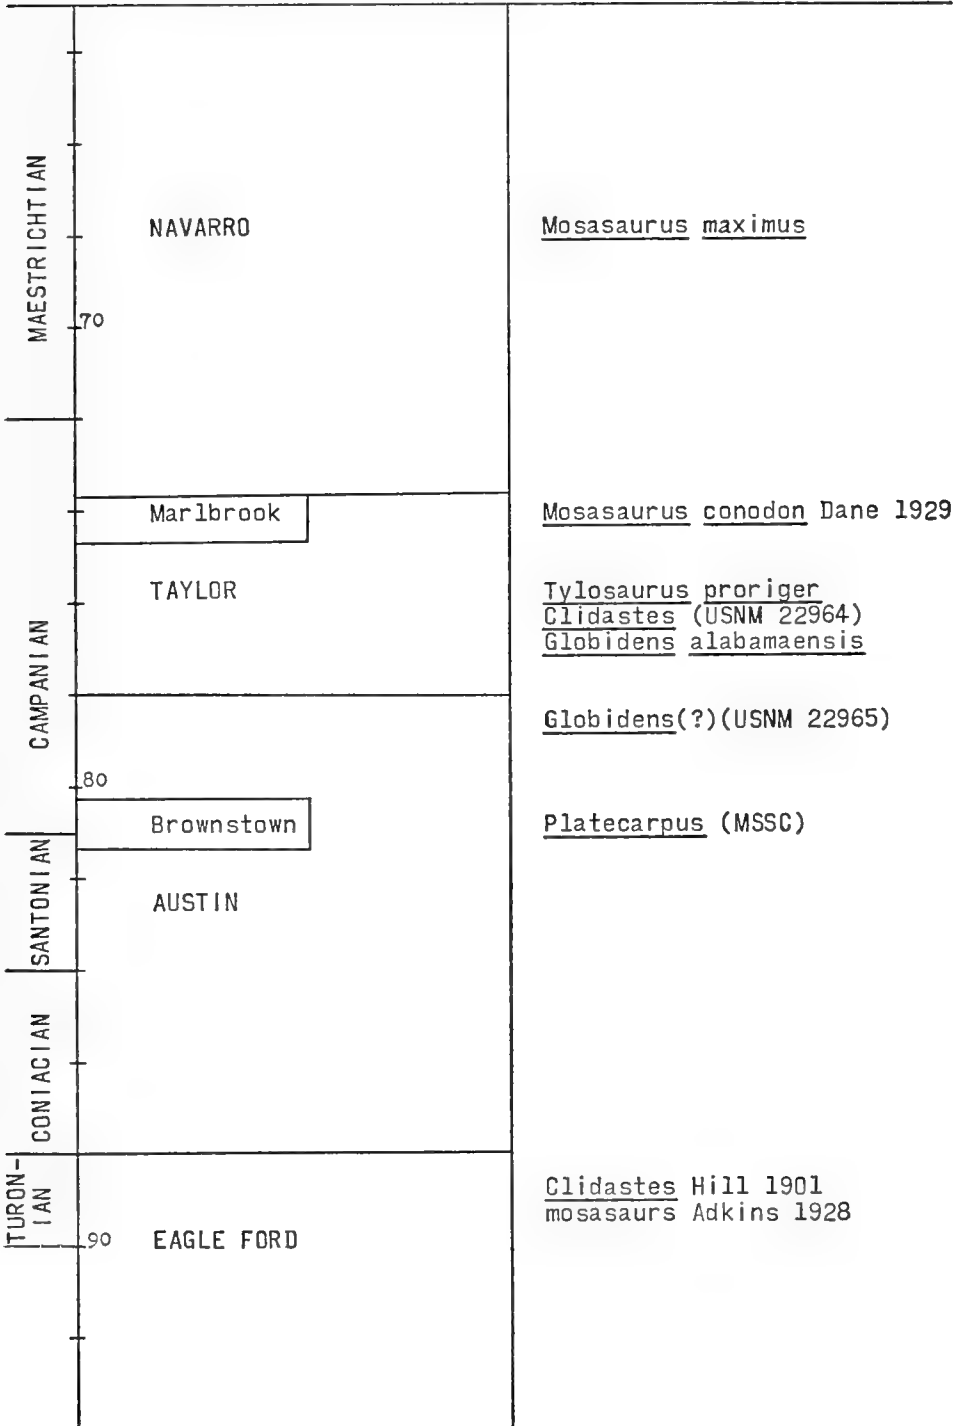 MAESTRICHTIAN
NAVARRO
Mosasaurus maximus
70
Marlbrook
Mosasaurus conodon Dane 1929
TAYLOR
Tylosaurus proriger
Clidastes (USNM 22964)
Globidens alabamaensis
CAMPANIAN
Globidens(?)(USNM 22965)
80
Brownstown
Platecarpus (MSSC)
SANTONIAN
AUSTIN
CONIACIAN
TURON-
IAN
Clidastes Hill 1901
mosasaurs Adkins 1928
90
EAGLE FORD